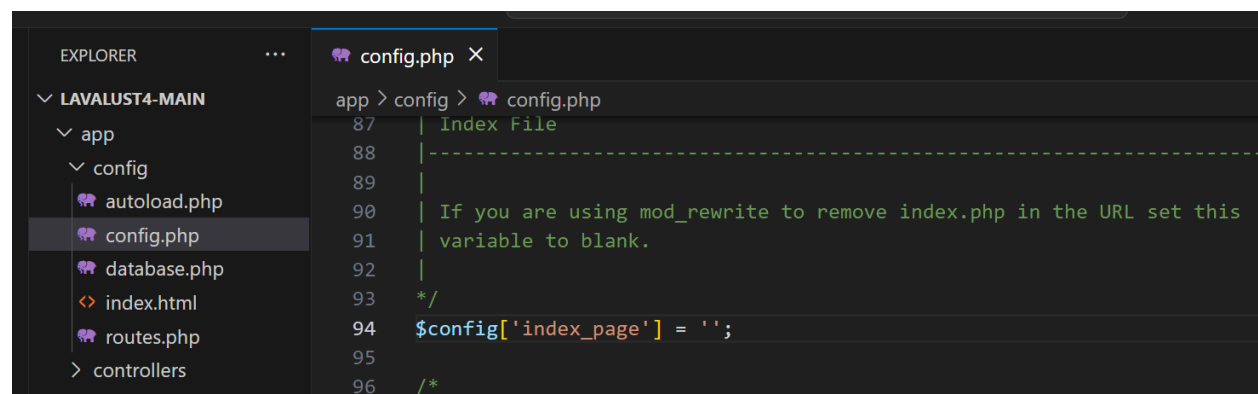 EXPLORER ...
LAVALUST4-MAIN
app
config
autoload.php
config.php
database.php
<> index.html
routes.php
controllers
config.php ×
app > config > config.php
87 | Index File
88 |-----------------------------------------------------------------------
89 |
90 | If you are using mod_rewrite to remove index.php in the URL set this
91 | variable to blank.
92 |
93 */
94 $config['index_page'] = '';
95
96 /*